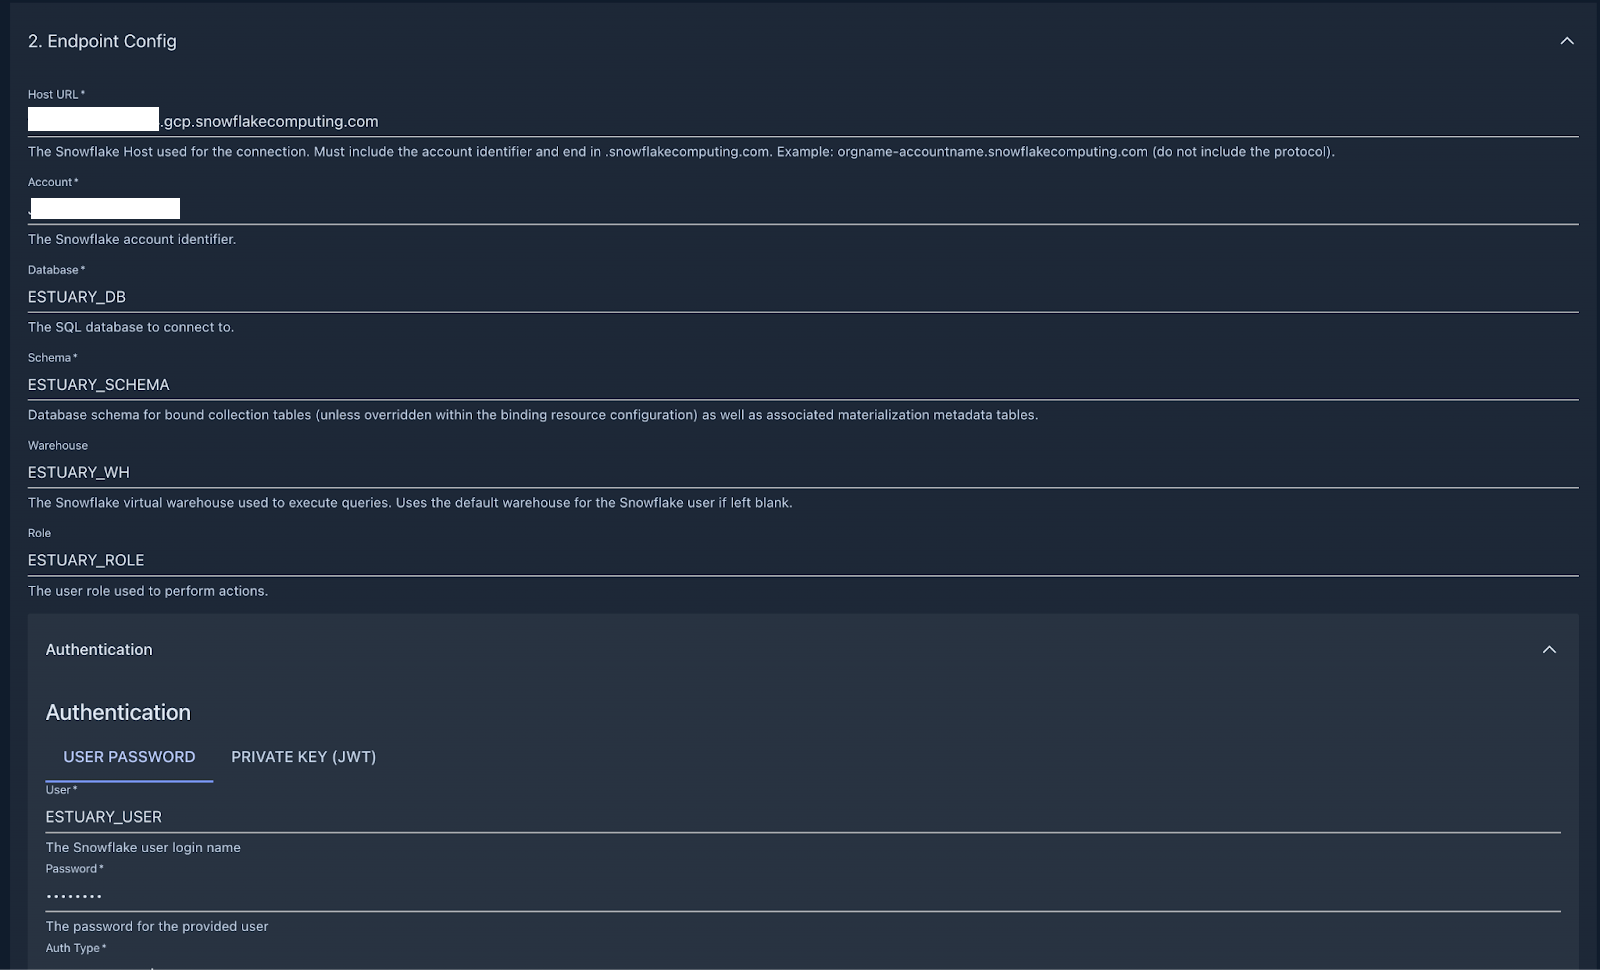 2. Endpoint Config
Host URL *
.gcp.snowflakecomputing.com
The Snowflake Host used for the connection. Must include the account identifier and end in .snowflakecomputing.com. Example: orgname-accountname.snowflakecomputing.com (do not include the protocol).
Account *
The Snowflake account identifier.
Database *
ESTUARY_DB
The SQL database to connect to.
Schema *
ESTUARY_SCHEMA
Database schema for bound collection tables (unless overridden within the binding resource configuration) as well as associated materialization metadata tables.
Warehouse
ESTUARY_WH
The Snowflake virtual warehouse used to execute queries. Uses the default warehouse for the Snowflake user if left blank.
Role
ESTUARY_ROLE
The user role used to perform actions.
Authentication
Authentication
USER PASSWORD PRIVATE KEY (JWT)
User *
ESTUARY_USER
The Snowflake user login name
Password *
••••••••
The password for the provided user
Auth Type *